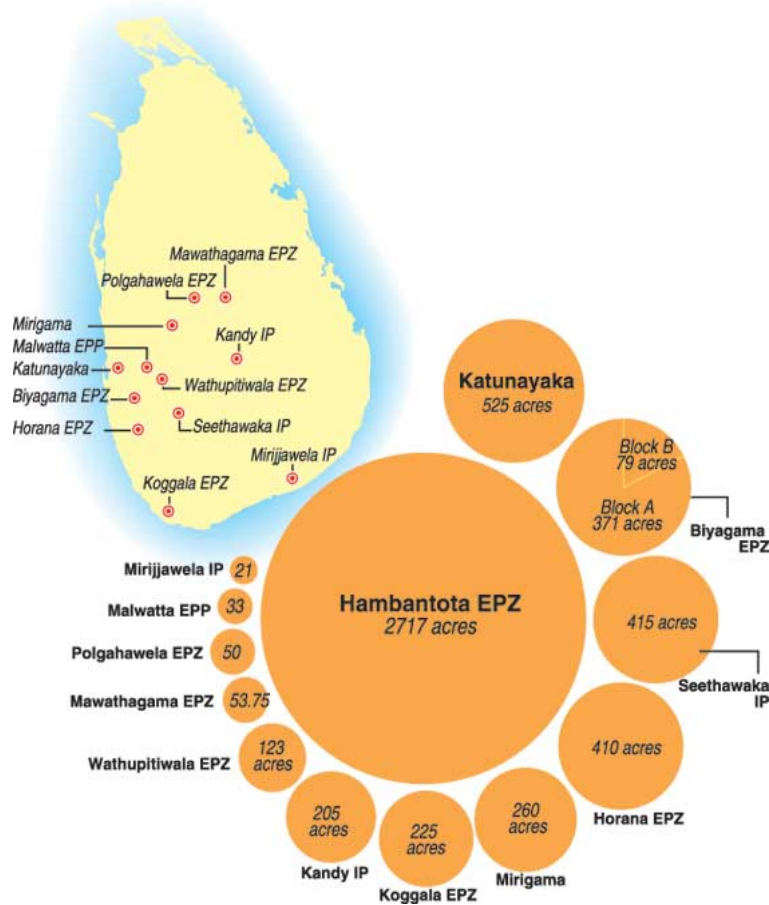 Mawathagama EPZ
Polgahawela EPZ
Mirigama
Kandy IP
Malwatta EPP
Katunayaka
Wathupitiwala EPZ
Biyagama EPZ
Seethawaka IP
Horana EPZ
Mirijjawela IP
Koggala EPZ
Katunayaka
525 acres
Block B
79 acres
Block A
371 acres
Biyagama
EPZ
Hambantota EPZ
2717 acres
415 acres
Seethawaka
IP
410 acres
Horana EPZ
260
acres
Mirigama
225
acres
Koggala EPZ
205
acres
Kandy IP
Wathupitiwala EPZ
123
acres
Mawathagama EPZ
53.75
Polgahawela EPZ
50
Malwatta EPP
33
Mirijjawela IP
21